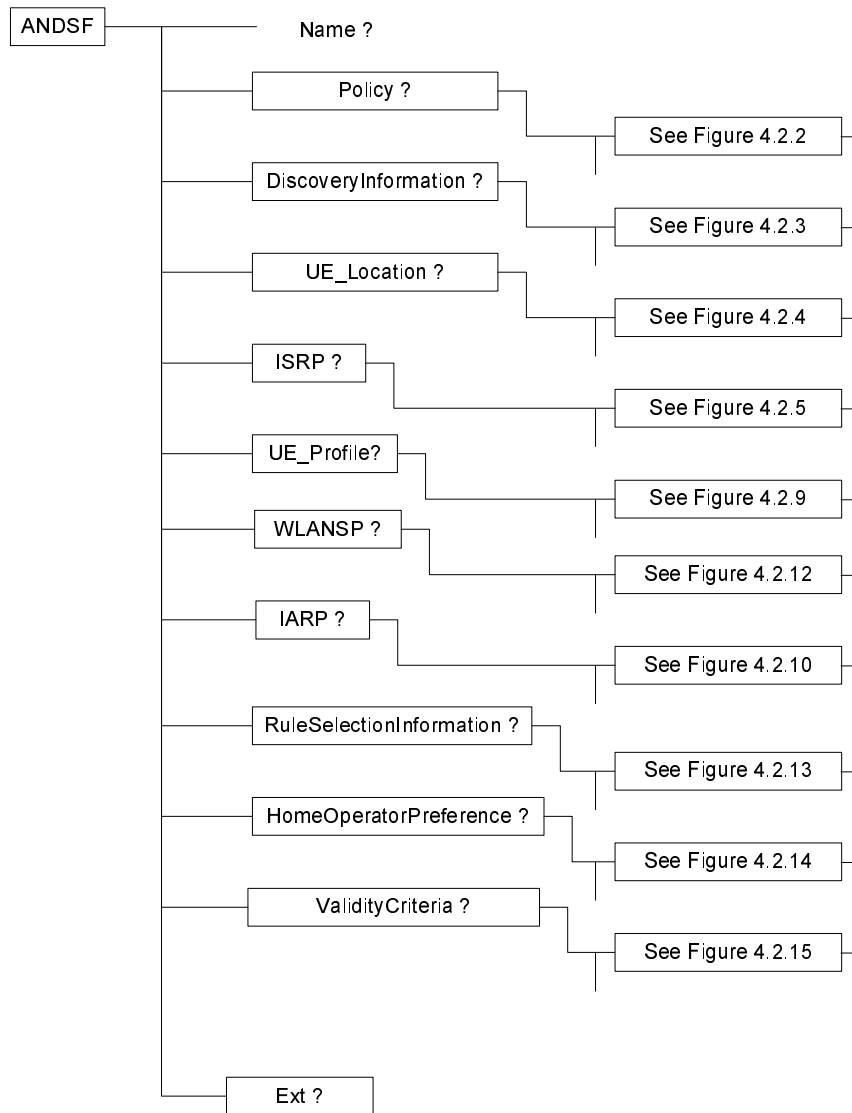 ANDSF
Name ?
Policy ?
See Figure 4.2.2
DiscoveryInformation ?
See Figure 4.2.3
UE_Location ?
See Figure 4.2.4
ISRP ?
See Figure 4.2.5
UE_Profile?
See Figure 4.2.9
WLANSP ?
See Figure 4.2.12
IARP ?
See Figure 4.2.10
RuleSelectionInformation ?
See Figure 4.2.13
HomeOperatorPreference ?
See Figure 4.2.14
ValidityCriteria ?
See Figure 4.2.15
Ext ?